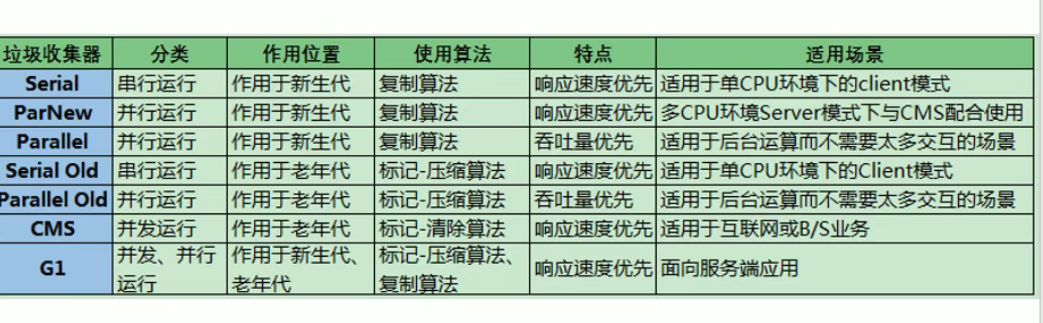 垃圾收集器 分类 作用位置 使用算法 特点 适用场景
Serial 串行运行 作用于新生代 复制算法 响应速度优先 适用于单CPU环境下的client模式
ParNew 并行运行 作用于新生代 复制算法 响应速度优先 多CPU环境Server模式下与CMS配合使用
Parallel 并行运行 作用于新生代 复制算法 吞吐量优先 适用于后台运算而不需要太多交互的场景
Serial Old 串行运行 作用于老年代 标记-压缩算法 响应速度优先 适用于单CPU环境下的Client模式
Parallel Old 并行运行 作用于老年代 标记-压缩算法 吞吐量优先 适用于后台运算而不需要太多交互的场景
CMS 并发运行 作用于老年代 标记-清除算法 响应速度优先 适用于互联网或B/S业务
G1 并发、并行运行 作用于新生代、老年代 标记-压缩算法、复制算法 响应速度优先 面向服务端应用